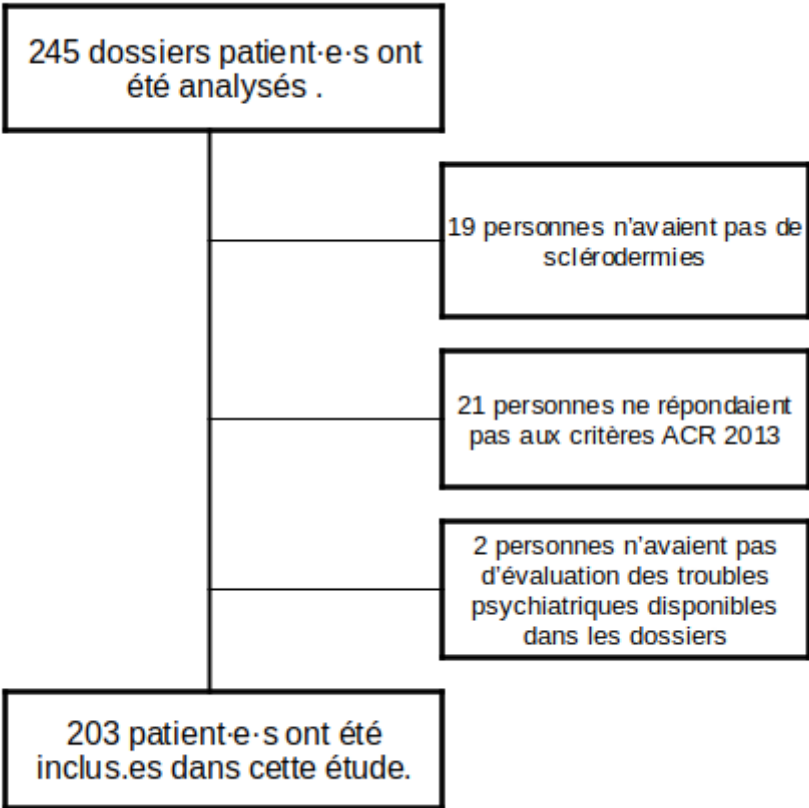 245 dossiers patient·e·s ont
été analysés .
19 personnes n'avaient pas de
sclérodermies
21 personnes ne répondaient
pas aux critères ACR 2013
2 personnes n'avaient pas
d'évaluation des troubles
psychiatriques disponibles
dans les dossiers
203 patient·e·s ont été
inclus.es dans cette étude.